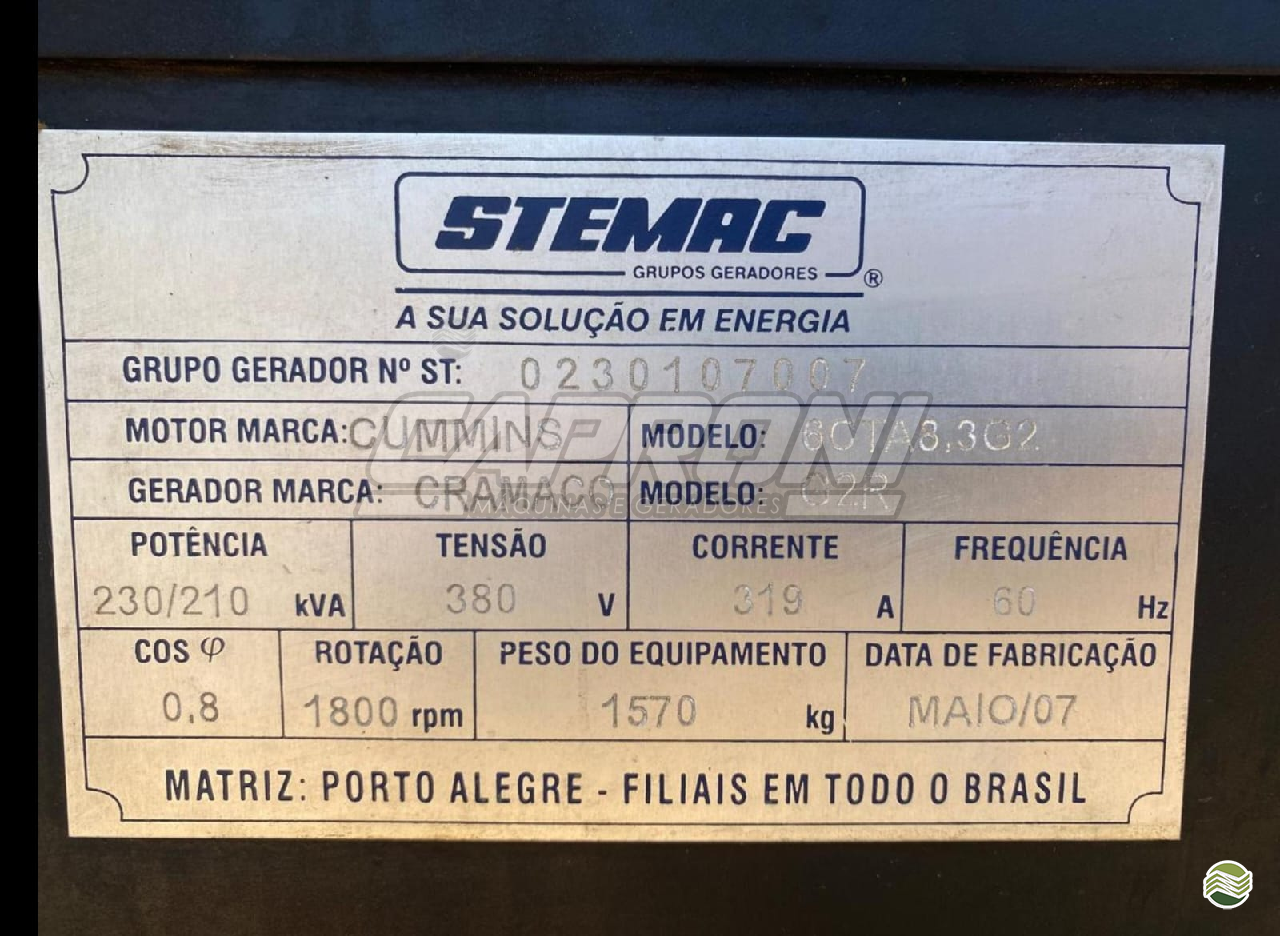 STEMAC
GRUPOS GERADORES
®
A SUA SOLUÇÃO EM ENERGIA
GRUPO GERADOR Nº ST: 0230107007
MOTOR MARCA: CUMMINS MODELO: 6CTA8,3G2
GERADOR MARCA: CRAMACO MODELO: G2R
CAPRONI
MÁQUINAS E GERADORES
POTÊNCIA TENSÃO CORRENTE FREQUÊNCIA
230/210 kVA 380 V 319 A 60 Hz
COS φ ROTAÇÃO PESO DO EQUIPAMENTO DATA DE FABRICAÇÃO
0,8 1800 rpm 1570 kg MAIO/07
MATRIZ: PORTO ALEGRE - FILIAIS EM TODO O BRASIL